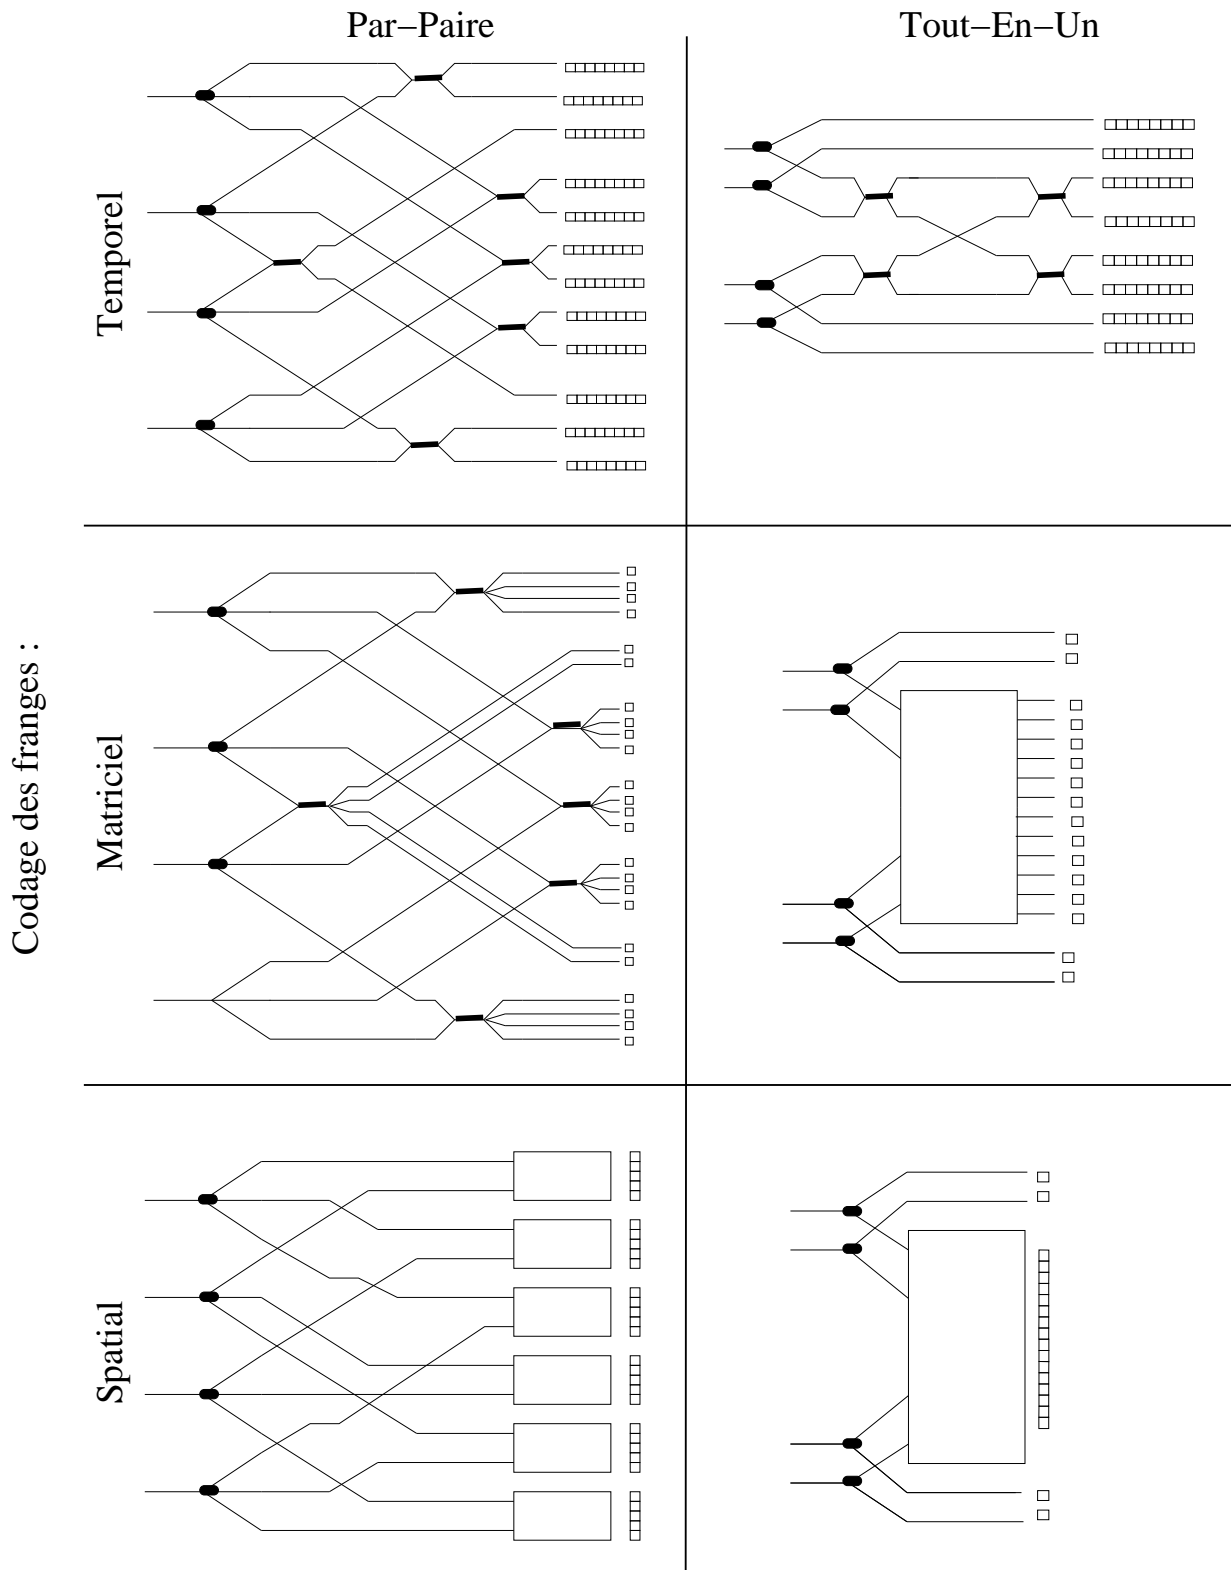 Par−Paire
Tout−En−Un
Codage des franges :
Temporel
Matriciel
Spatial